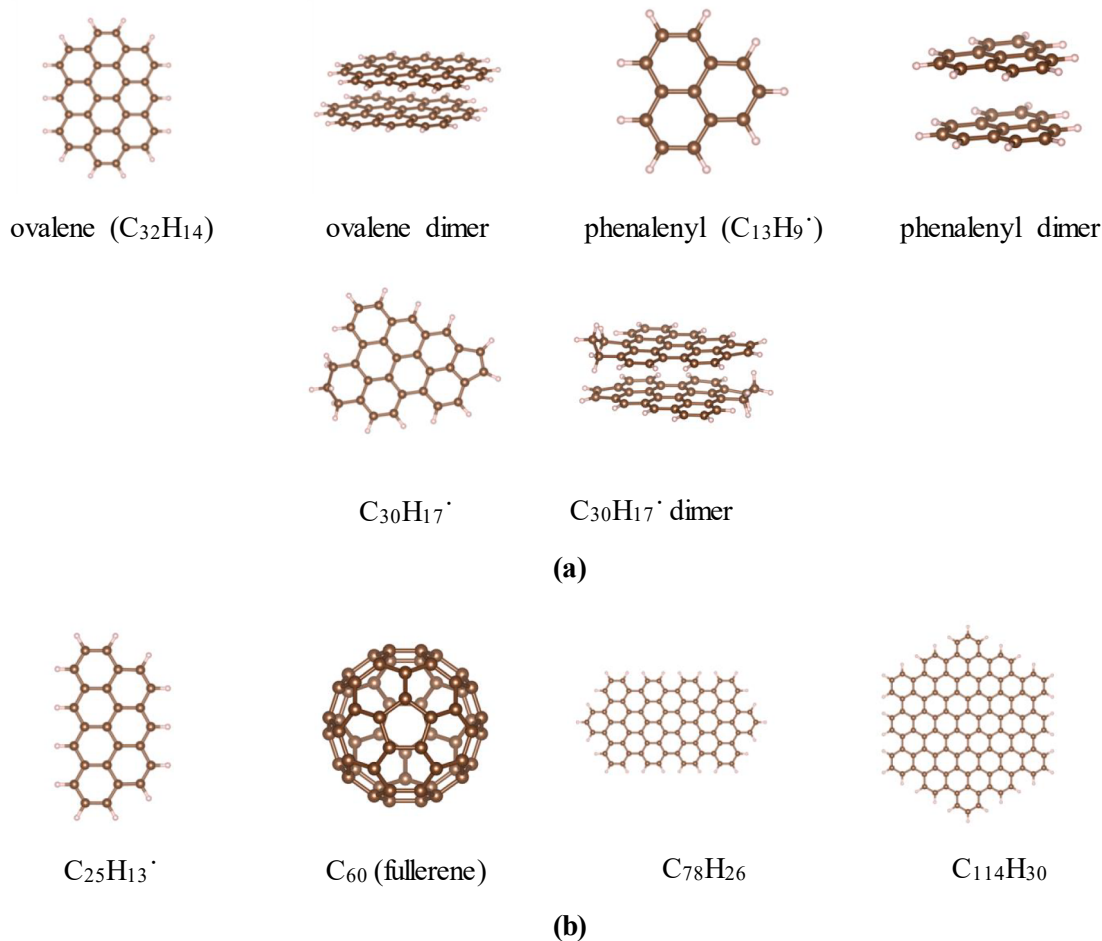 ovalene (C₃₂H₁₄) ovalene dimer phenalenyl (C₁₃H₉˙) phenalenyl dimer
C₃₀H₁₇˙ C₃₀H₁₇˙ dimer
(a)
C₂₅H₁₃˙ C₆₀ (fullerene) C₇₈H₂₆ C₁₁₄H₃₀
(b)